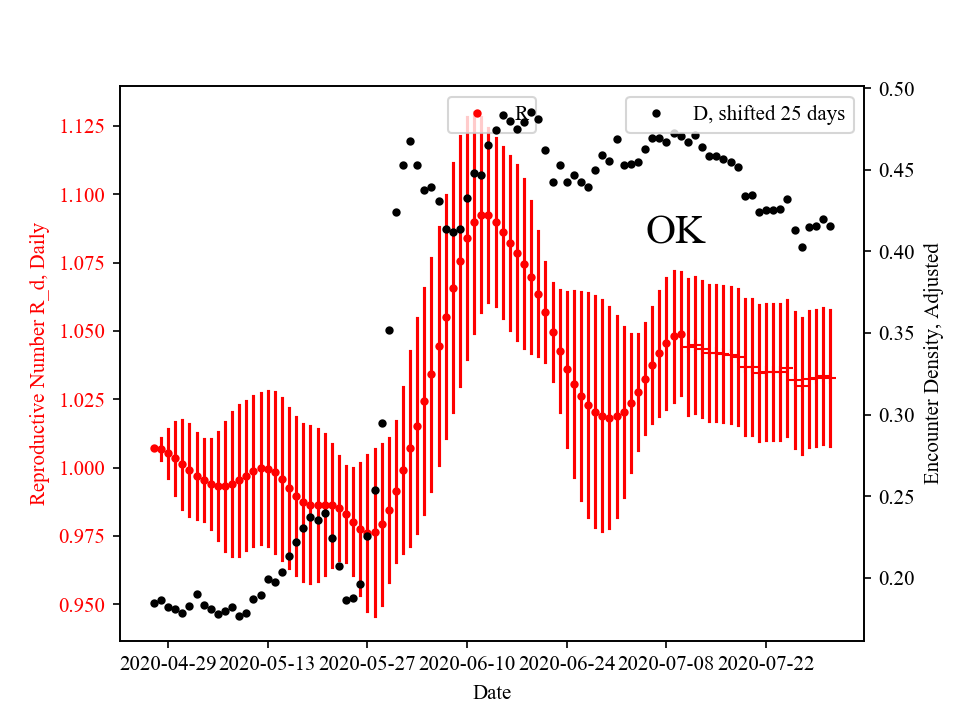 R
D, shifted 25 days
OK
Reproductive Number R_d, Daily
1.125
1.100
1.075
1.050
1.025
1.000
0.975
0.950
0.50
0.45
0.40
0.35
0.30
0.25
0.20
Encounter Density, Adjusted
2020-04-29 2020-05-13 2020-05-27 2020-06-10 2020-06-24 2020-07-08 2020-07-22
Date